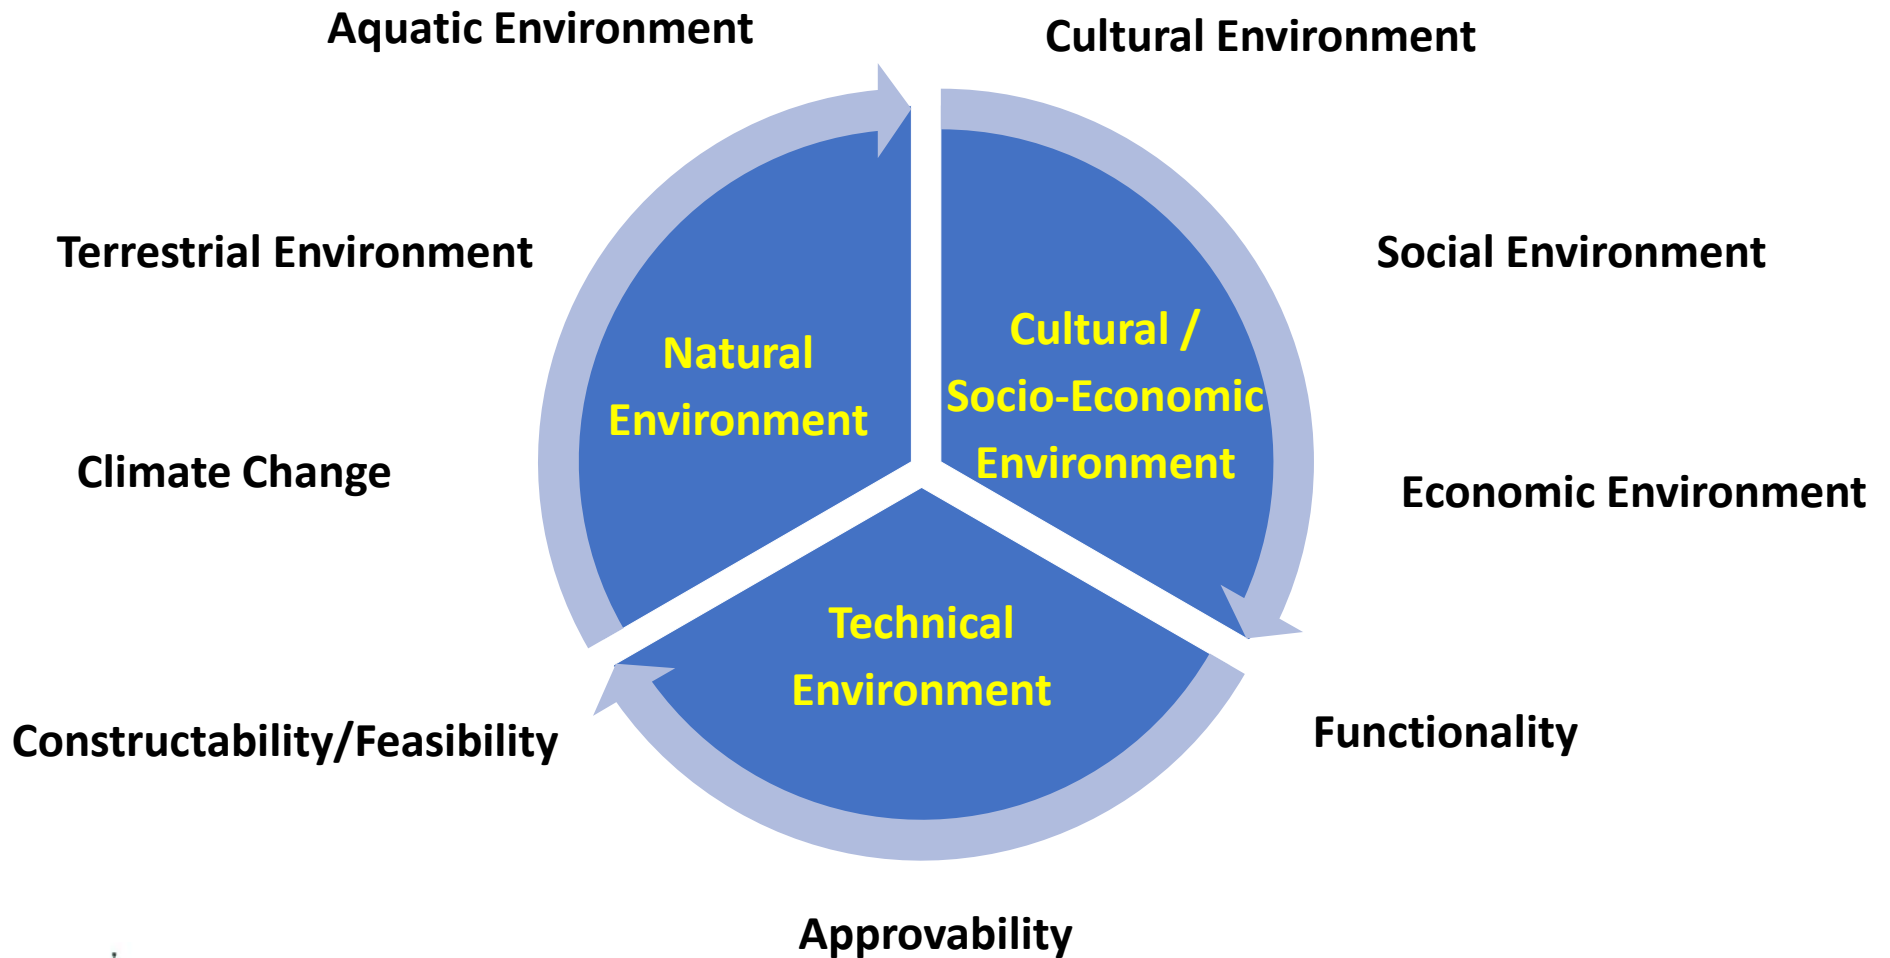 Aquatic Environment
Cultural Environment
Terrestrial Environment
Social Environment
Natural
Environment
Cultural /
Socio-Economic
Environment
Climate Change
Economic Environment
Technical
Environment
Constructability/Feasibility
Functionality
Approvability